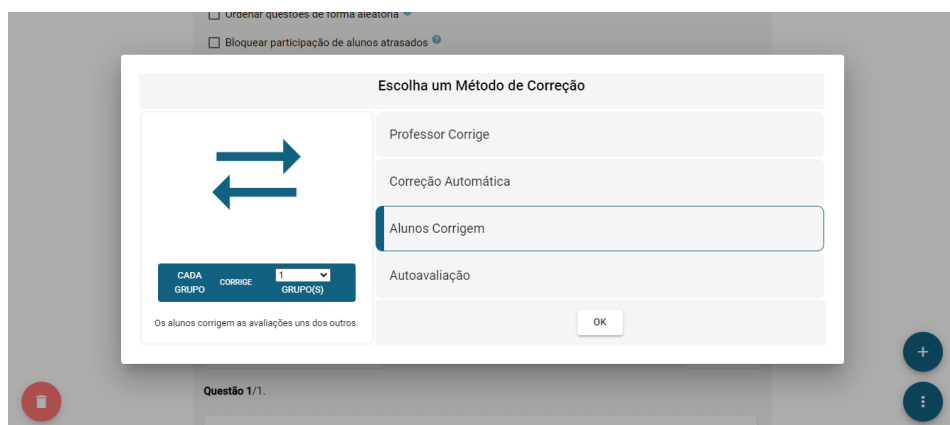 Ordenar questões de forma aleatória
Bloquear participação de alunos atrasados
Escolha um Método de Correção
Professor Corrige
Correção Automática
Alunos Corrigem
Autoavaliação
CADA GRUPO CORRIGE 1 GRUPO(S)
Os alunos corrigem as avaliações uns dos outros.
OK
Questão 1/1.